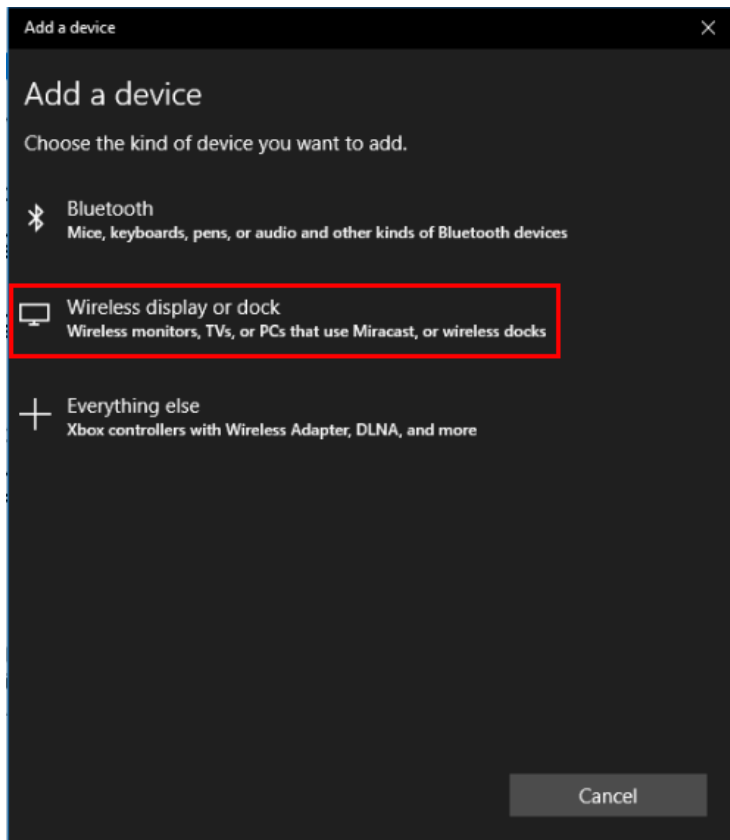 Add a device
Add a device
Choose the kind of device you want to add.
Bluetooth
Mice, keyboards, pens, or audio and other kinds of Bluetooth devices
Wireless display or dock
Wireless monitors, TVs, or PCs that use Miracast, or wireless docks
Everything else
Xbox controllers with Wireless Adapter, DLNA, and more
Cancel